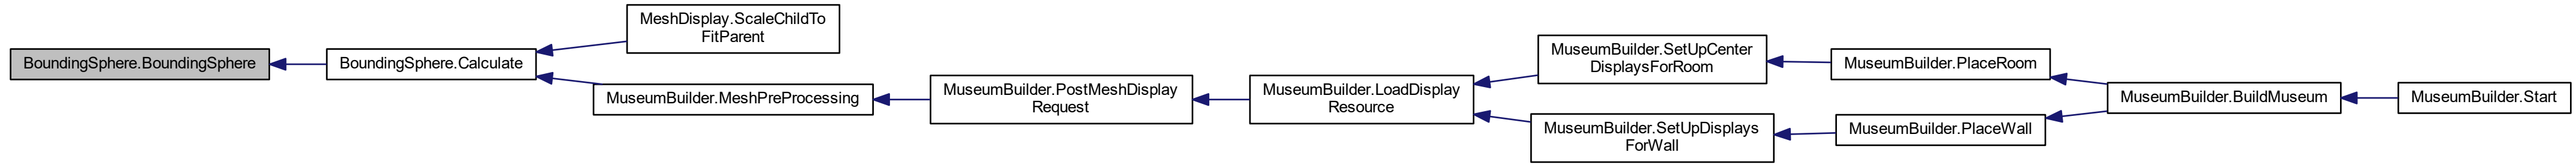 BoundingSphere.BoundingSphere
BoundingSphere.Calculate
MeshDisplay.ScaleChildTo
FitParent
MuseumBuilder.MeshPreProcessing
MuseumBuilder.PostMeshDisplay
Request
MuseumBuilder.LoadDisplay
Resource
MuseumBuilder.SetUpCenter
DisplaysForRoom
MuseumBuilder.SetUpDisplays
ForWall
MuseumBuilder.PlaceRoom
MuseumBuilder.PlaceWall
MuseumBuilder.BuildMuseum
MuseumBuilder.Start